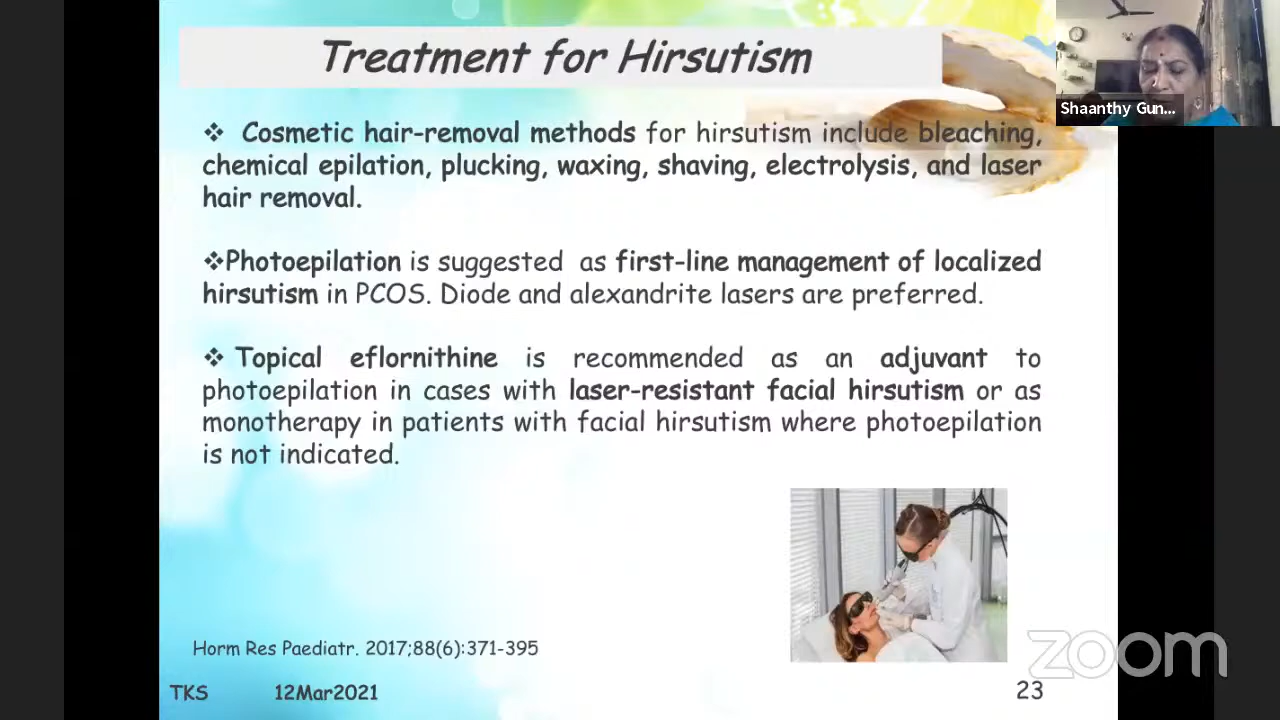 Treatment for Hirsutism
Shaanthy Gun...
❖ Cosmetic hair-removal methods for hirsutism include bleaching,
chemical epilation, plucking, waxing, shaving, electrolysis, and laser
hair removal.
❖Photoepilation is suggested as first-line management of localized
hirsutism in PCOS. Diode and alexandrite lasers are preferred.
❖ Topical eflornithine is recommended as an adjuvant to
photoepilation in cases with laser-resistant facial hirsutism or as
monotherapy in patients with facial hirsutism where photoepilation
is not indicated.
Horm Res Paediatr. 2017;88(6):371-395
zoom
TKS 12Mar2021 23